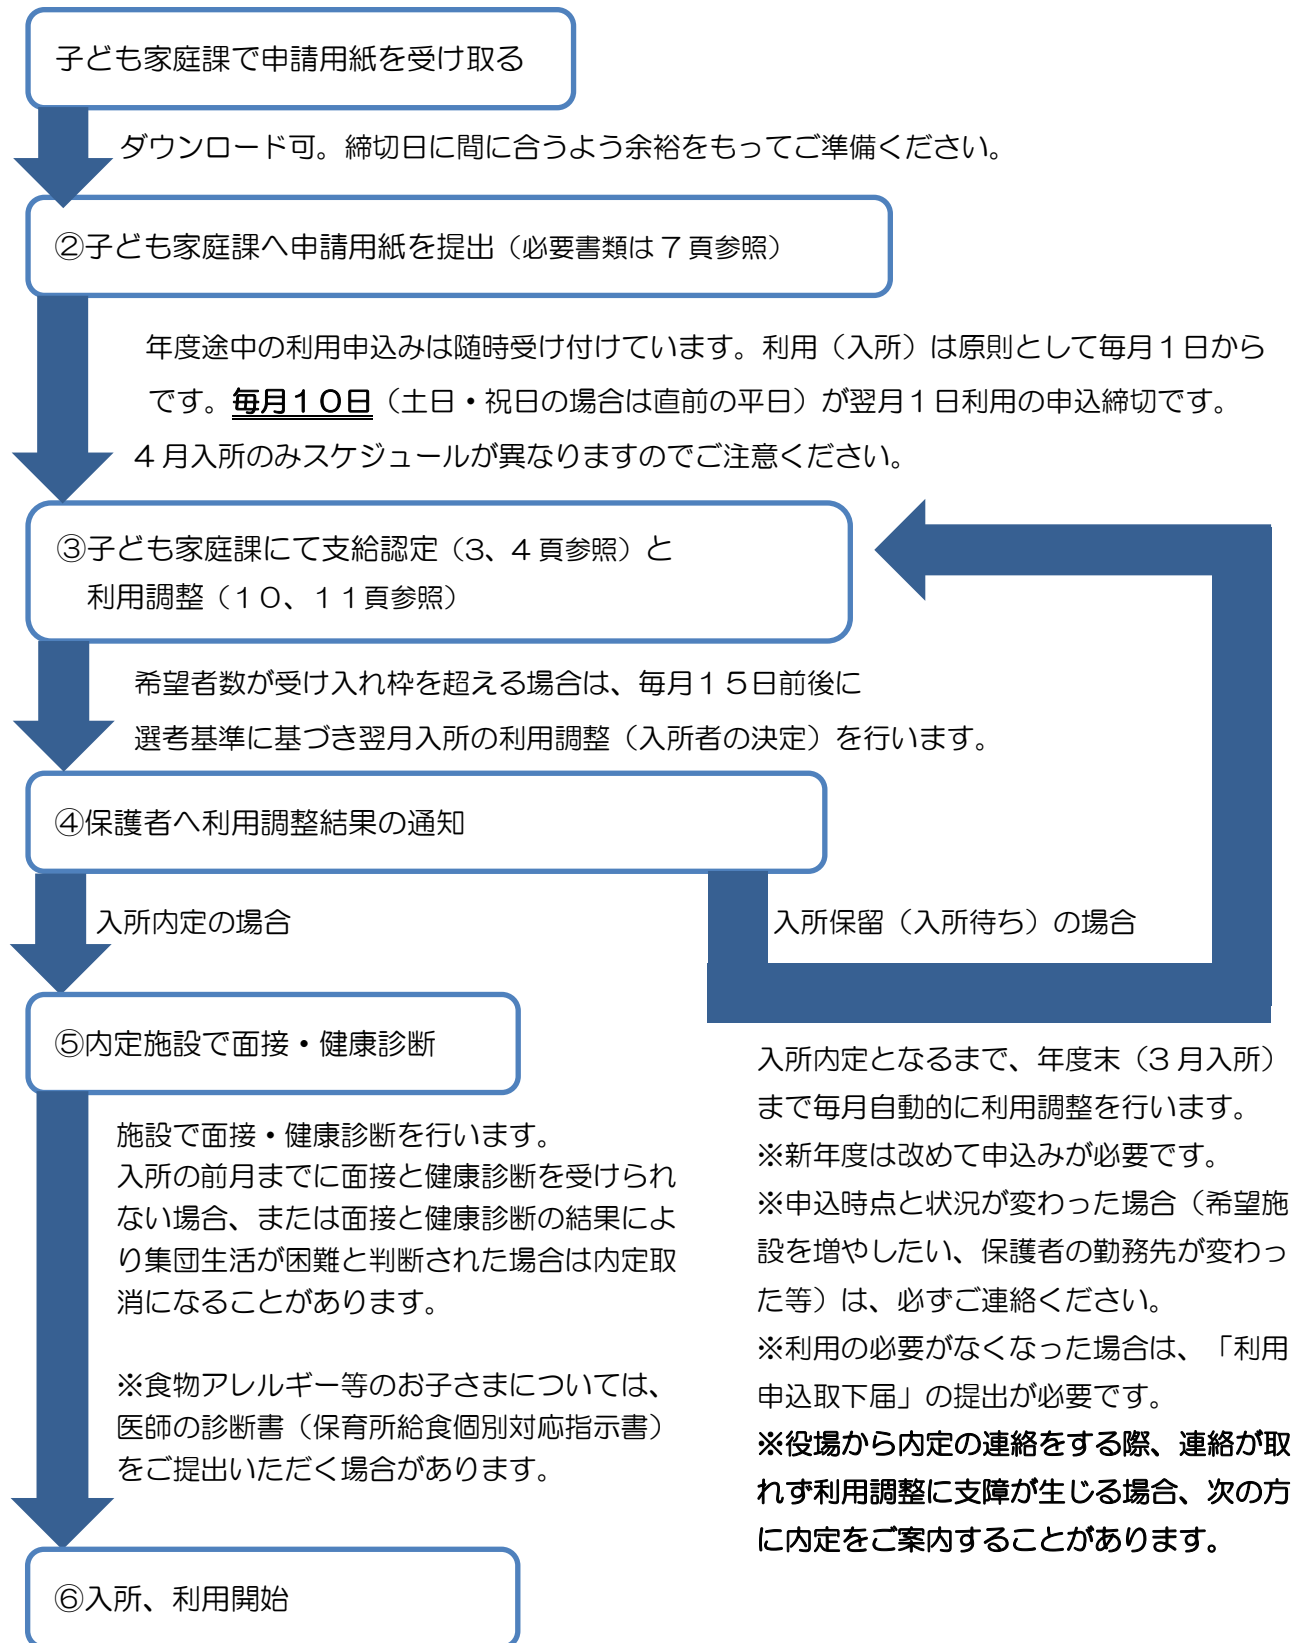 子ども家庭課で申請用紙を受け取る
ダウンロード可。締切日に間に合うよう余裕をもってご準備ください。
②子ども家庭課へ申請用紙を提出（必要書類は７頁参照）
年度途中の利用申込みは随時受け付けています。利用（入所）は原則として毎月１日から
です。毎月１０日（土日・祝日の場合は直前の平日）が翌月１日利用の申込締切です。
４月入所のみスケジュールが異なりますのでご注意ください。
③子ども家庭課にて支給認定（3、４頁参照）と
利用調整（１０、１１頁参照）
希望者数が受け入れ枠を超える場合は、毎月１５日前後に
選考基準に基づき翌月入所の利用調整（入所者の決定）を行います。
④保護者へ利用調整結果の通知
入所内定の場合
入所保留（入所待ち）の場合
⑤内定施設で面接・健康診断
施設で面接・健康診断を行います。
入所の前月までに面接と健康診断を受けられ
ない場合、または面接と健康診断の結果によ
り集団生活が困難と判断された場合は内定取
消になることがあります。
※食物アレルギー等のお子さまについては、
医師の診断書（保育所給食個別対応指示書）
をご提出いただく場合があります。
入所内定となるまで、年度末（３月入所）
まで毎月自動的に利用調整を行います。
※新年度は改めて申込みが必要です。
※申込時点と状況が変わった場合（希望施
設を増やしたい、保護者の勤務先が変わっ
た等）は、必ずご連絡ください。
※利用の必要がなくなった場合は、「利用
申込取下届」の提出が必要です。
※役場から内定の連絡をする際、連絡が取
れず利用調整に支障が生じる場合、次の方
に内定をご案内することがあります。
⑥入所、利用開始